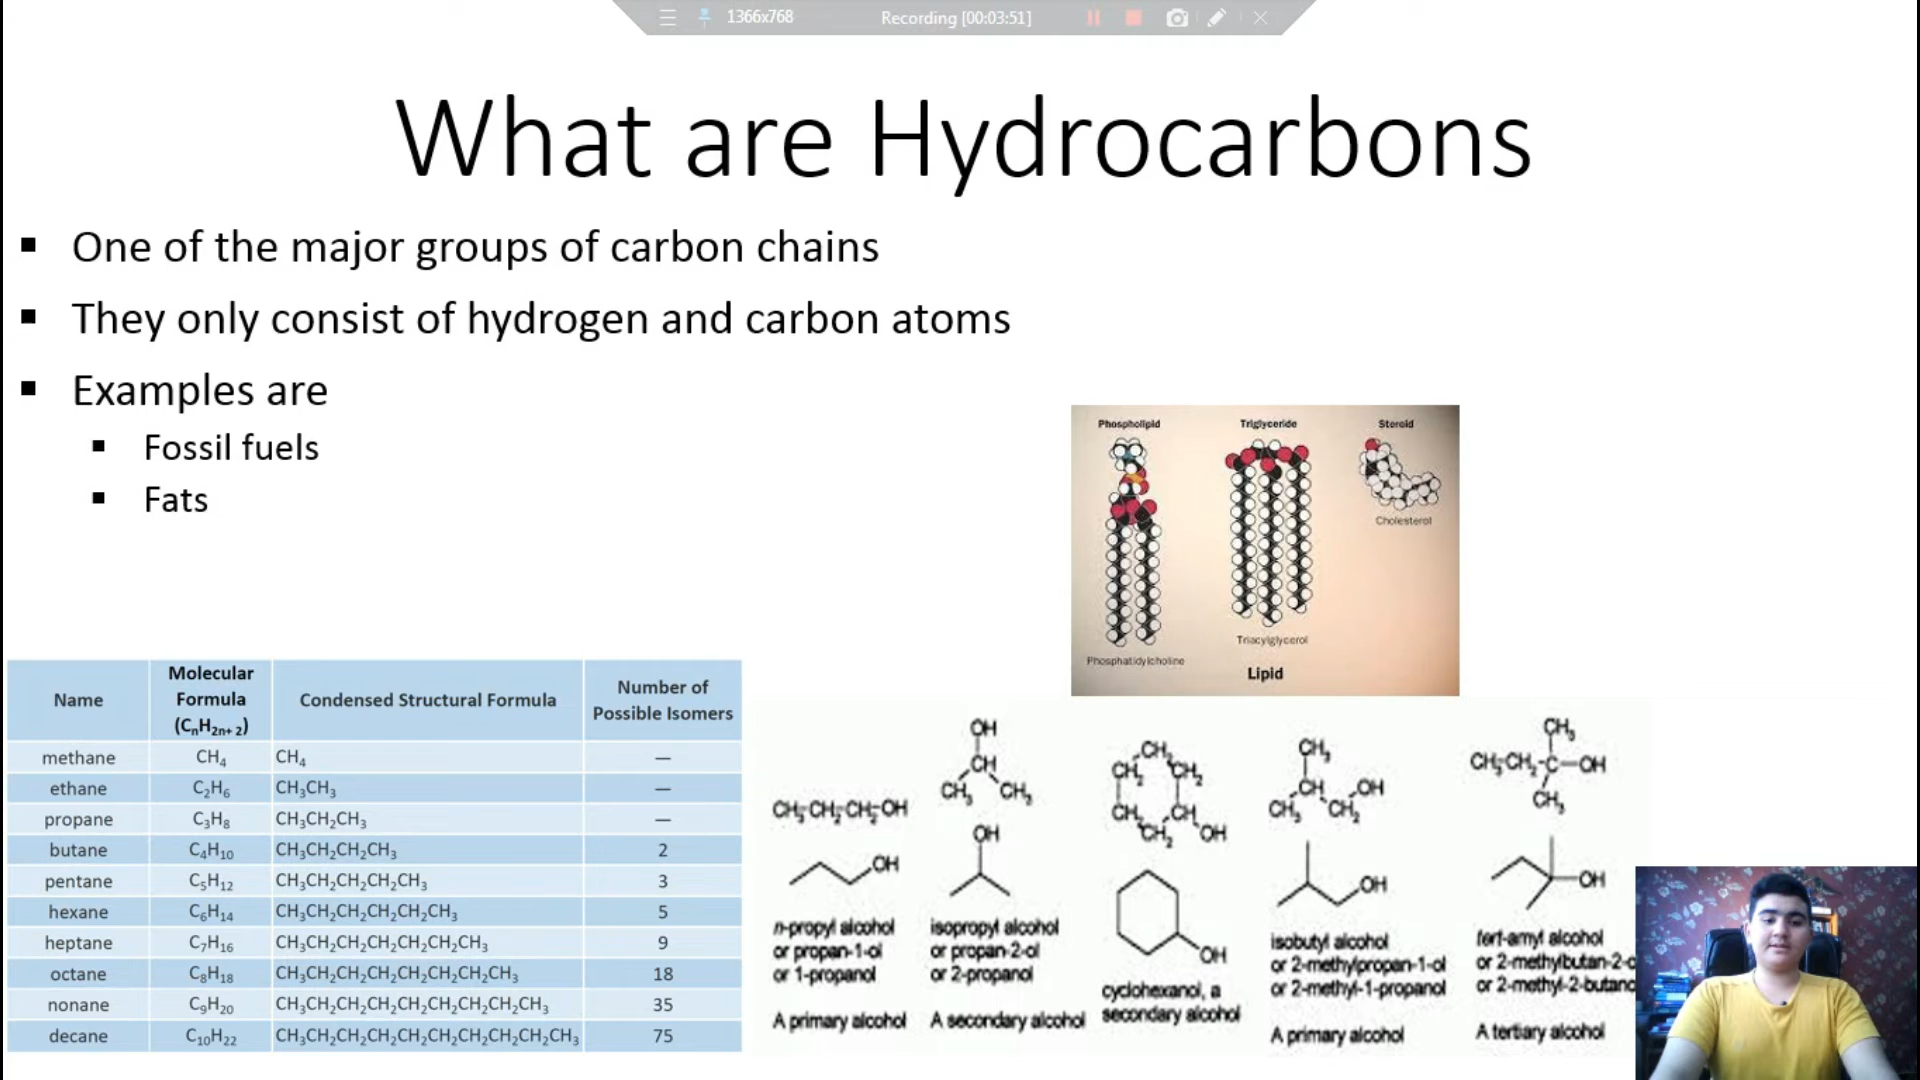 1366x768 Recording [00:03:51]
What are Hydrocarbons
▪ One of the major groups of carbon chains
▪ They only consist of hydrogen and carbon atoms
▪ Examples are
▪ Fossil fuels
▪ Fats
Phospholipid Triglyceride Steroid
Cholesterol
Triacylglycerol
Phosphatidylcholine
Lipid
Name Molecular Formula (CₙH₂ₙ₊₂) Condensed Structural Formula Number of Possible Isomers
methane CH₄ CH₄ —
ethane C₂H₆ CH₃CH₃ —
propane C₃H₈ CH₃CH₂CH₃ —
butane C₄H₁₀ CH₃CH₂CH₂CH₃ 2
pentane C₅H₁₂ CH₃CH₂CH₂CH₂CH₃ 3
hexane C₆H₁₄ CH₃CH₂CH₂CH₂CH₂CH₃ 5
heptane C₇H₁₆ CH₃CH₂CH₂CH₂CH₂CH₂CH₃ 9
octane C₈H₁₈ CH₃CH₂CH₂CH₂CH₂CH₂CH₂CH₃ 18
nonane C₉H₂₀ CH₃CH₂CH₂CH₂CH₂CH₂CH₂CH₂CH₃ 35
decane C₁₀H₂₂ CH₃CH₂CH₂CH₂CH₂CH₂CH₂CH₂CH₂CH₃ 75
CH₃-CH₂-CH₂-OH
OH
n-propyl alcohol
or propan-1-ol
or 1-propanol
A primary alcohol
OH
CH
CH₃ CH₃
OH
isopropyl alcohol
or propan-2-ol
or 2-propanol
A secondary alcohol
CH₂
CH₂ CH₂
CH₂ CH
CH₂ OH
OH
cyclohexanol, a
secondary alcohol
CH₃
CH OH
CH₃ CH₂
OH
isobutyl alcohol
or 2-methylpropan-1-ol
or 2-methyl-1-propanol
A primary alcohol
CH₃
CH₃CH₂-C-OH
CH₃
OH
tert-amyl alcohol
or 2-methylbutan-2-o
or 2-methyl-2-butano
A tertiary alcohol